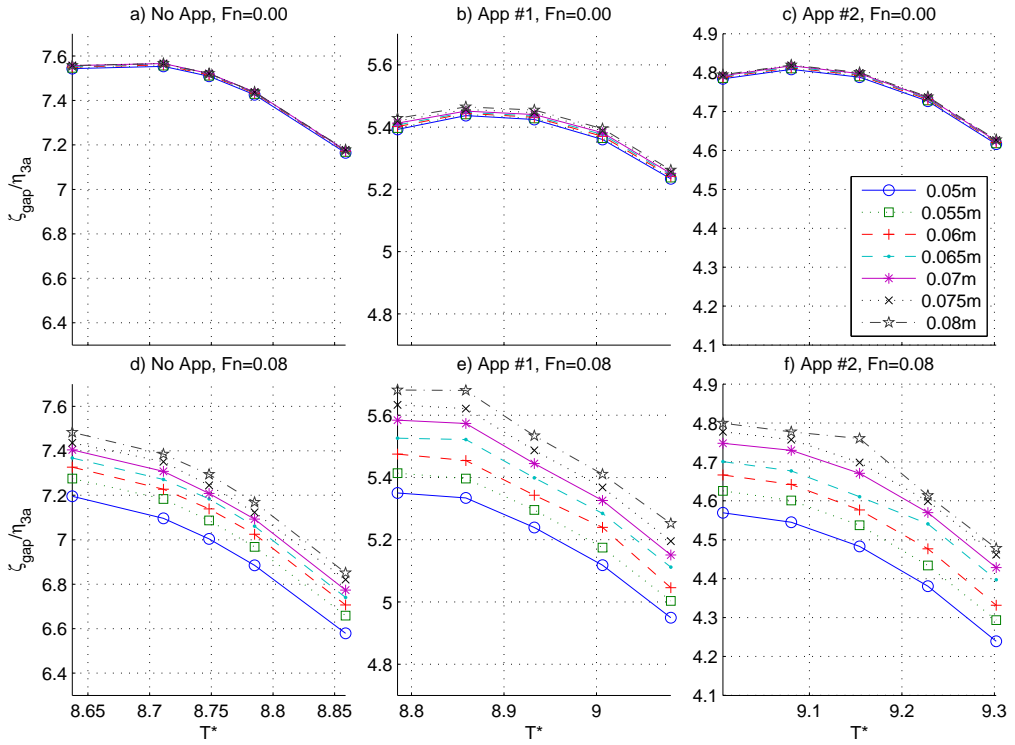 a) No App, Fn=0.00
b) App #1, Fn=0.00
c) App #2, Fn=0.00
ζgap/η3a
7.6
7.4
7.2
7
6.8
6.6
6.4
5.6
5.4
5.2
5
4.8
4.9
4.8
4.7
4.6
4.5
4.4
4.3
4.2
4.1
0.05m
0.055m
0.06m
0.065m
0.07m
0.075m
0.08m
d) No App, Fn=0.08
e) App #1, Fn=0.08
f) App #2, Fn=0.08
ζgap/η3a
7.6
7.4
7.2
7
6.8
6.6
6.4
8.65
8.7
8.75
8.8
8.85
T*
5.6
5.4
5.2
5
4.8
8.8
8.9
9
T*
4.9
4.8
4.7
4.6
4.5
4.4
4.3
4.2
4.1
9.1
9.2
9.3
T*